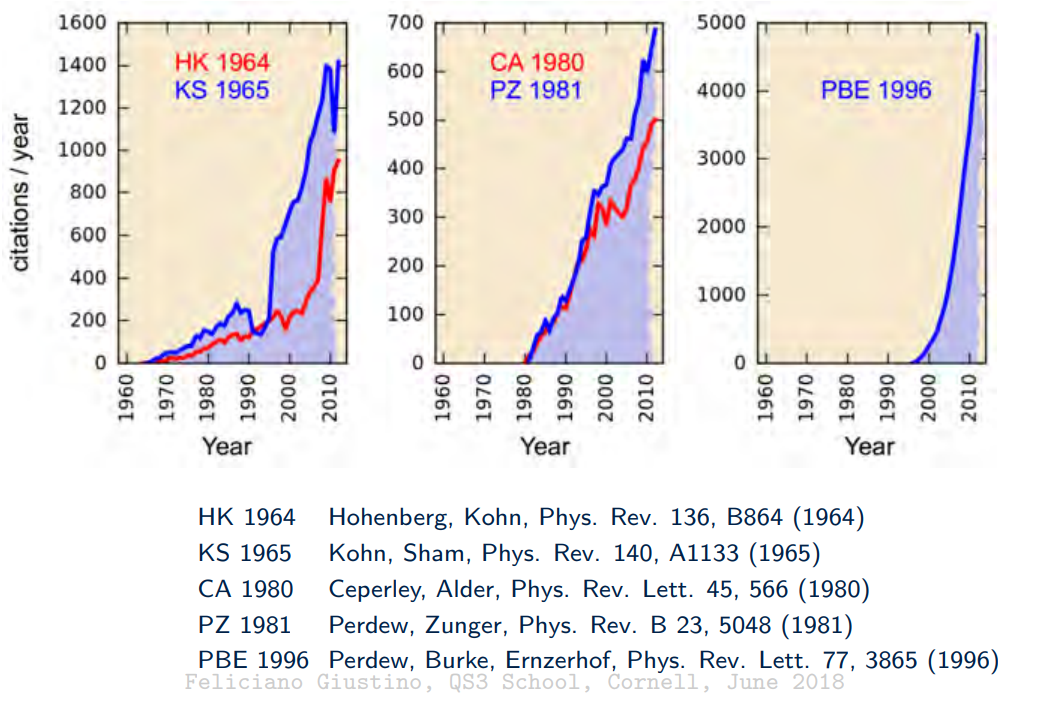 citations / year
1600
1400
1200
1000
800
600
400
200
0
HK 1964
KS 1965
1960
1970
1980
1990
2000
2010
Year
700
600
500
400
300
200
100
0
CA 1980
PZ 1981
1960
1970
1980
1990
2000
2010
Year
5000
4000
3000
2000
1000
0
PBE 1996
1960
1970
1980
1990
2000
2010
Year
HK 1964 Hohenberg, Kohn, Phys. Rev. 136, B864 (1964)
KS 1965 Kohn, Sham, Phys. Rev. 140, A1133 (1965)
CA 1980 Ceperley, Alder, Phys. Rev. Lett. 45, 566 (1980)
PZ 1981 Perdew, Zunger, Phys. Rev. B 23, 5048 (1981)
PBE 1996 Perdew, Burke, Ernzerhof, Phys. Rev. Lett. 77, 3865 (1996)
Feliciano Giustino, QS3 School, Cornell, June 2018